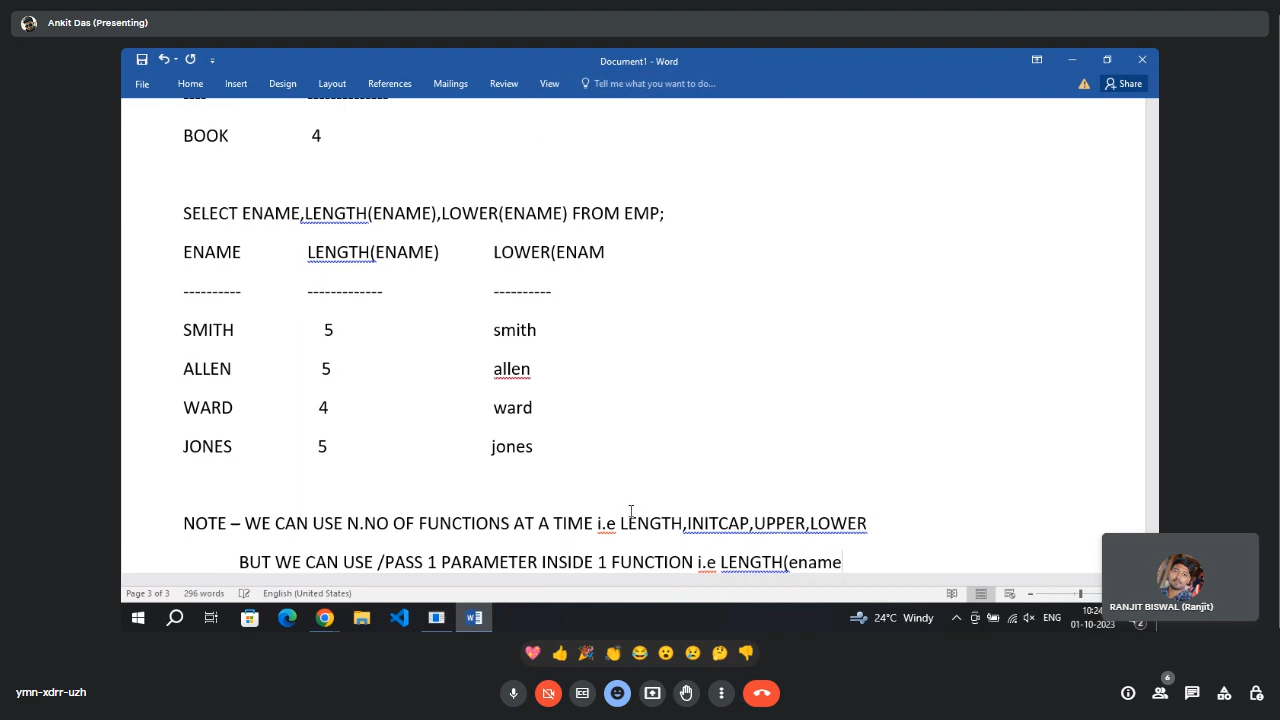 Ankit Das (Presenting)
Document1 - Word
File Home Insert Design Layout References Mailings Review View Tell me what you want to do... Share
---- --------------
BOOK 4
SELECT ENAME,LENGTH(ENAME),LOWER(ENAME) FROM EMP;
ENAME LENGTH(ENAME) LOWER(ENAM
---------- ------------- ----------
SMITH 5 smith
ALLEN 5 allen
WARD 4 ward
JONES 5 jones
NOTE – WE CAN USE N.NO OF FUNCTIONS AT A TIME i.e LENGTH,INITCAP,UPPER,LOWER
BUT WE CAN USE /PASS 1 PARAMETER INSIDE 1 FUNCTION i.e LENGTH(ename
RANJIT BISWAL (Ranjit)
Page 3 of 3 296 words English (United States)
24°C Windy ENG 10:24
01-10-2023 2
6
ymn-xdrr-uzh